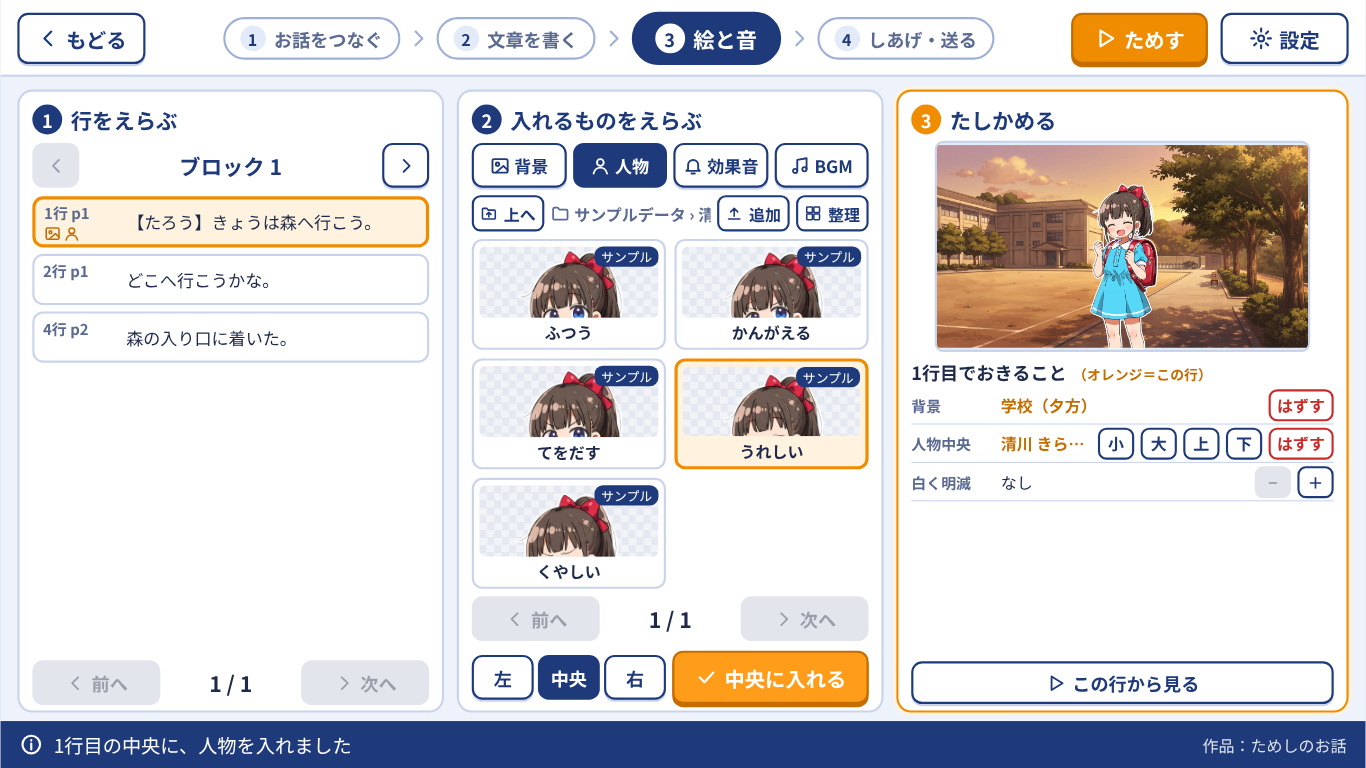 もどる
1 お話をつなぐ
2 文章を書く
3 絵と音
4 しあげ・送る
ためす
設定
1 行をえらぶ
ブロック 1
1行 p1
【たろう】きょうは森へ行こう。
2行 p1
どこへ行こうかな。
4行 p2
森の入り口に着いた。
前へ
1 / 1
次へ
2 入れるものをえらぶ
背景
人物
効果音
BGM
上へ
サンプルデータ › 清
追加
整理
サンプル
ふつう
サンプル
かんがえる
サンプル
てをだす
サンプル
うれしい
サンプル
くやしい
前へ
1 / 1
次へ
左
中央
右
中央に入れる
3 たしかめる
1行目でおきること (オレンジ=この行)
背景 学校（夕方） はずす
人物中央 清川 きら… 小 大 上 下 はずす
白く明滅 なし − +
この行から見る
1行目の中央に、人物を入れました
作品：ためしのお話